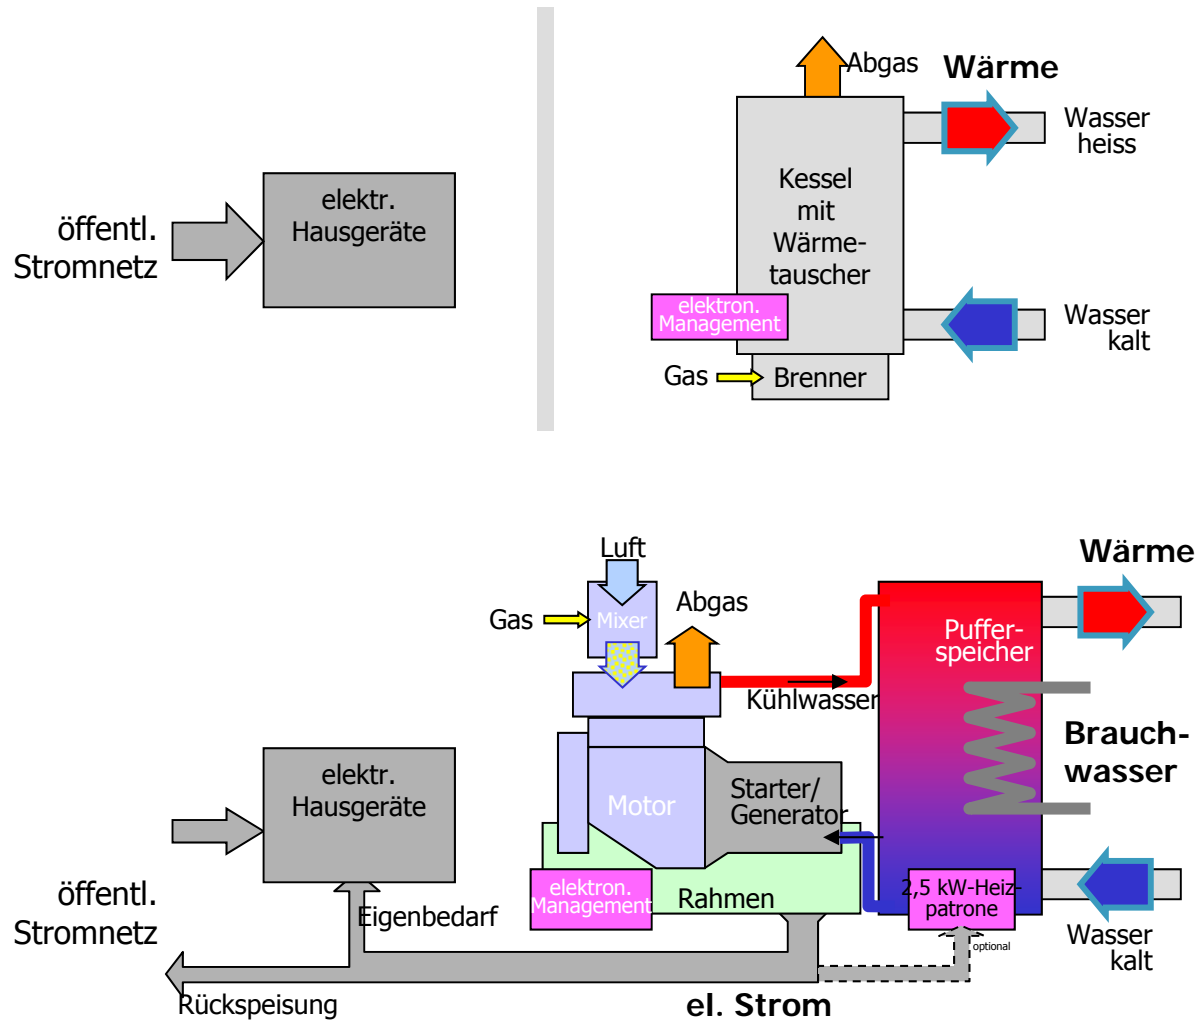 Abgas
Wärme
Wasser
heiss
elektr.
Hausgeräte
öffentl.
Stromnetz
Kessel
mit
Wärme-
tauscher
elektron.
Management
Wasser
kalt
Gas
Brenner
Luft
Wärme
Gas
Mixer
Abgas
Puffer-
speicher
Kühlwasser
Brauch-
wasser
elektr.
Hausgeräte
Motor
Starter/
Generator
öffentl.
Stromnetz
Eigenbedarf
elektron.
Management
Rahmen
2,5 kW-Heiz-
patrone
Wasser
kalt
optional
Rückspeisung
el. Strom